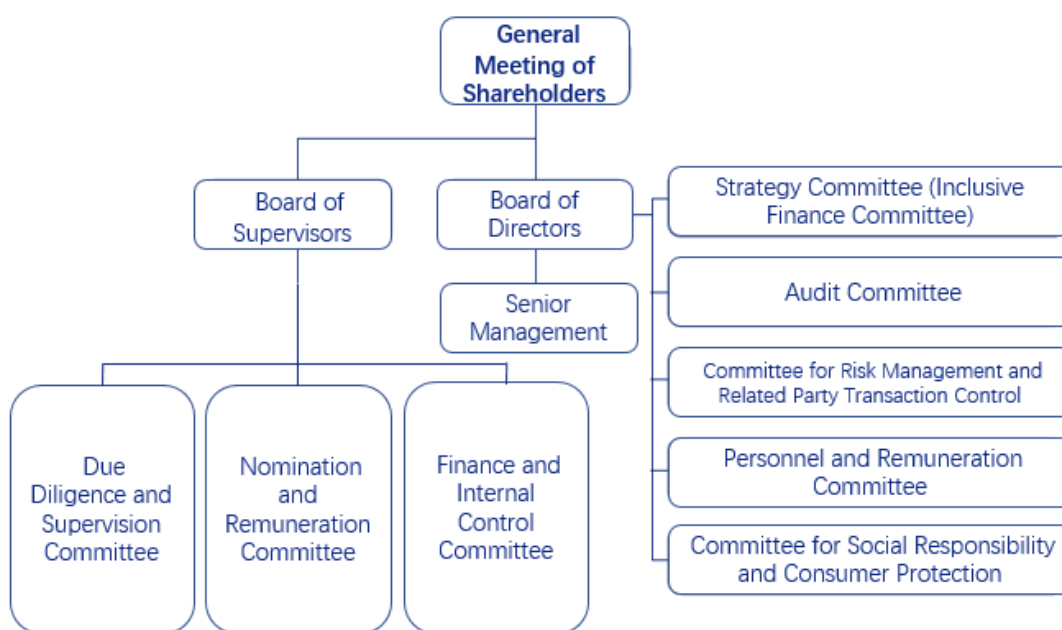 General
Meeting of
Shareholders
Board of
Supervisors
Board of
Directors
Senior
Management
Strategy Committee (Inclusive
Finance Committee)
Audit Committee
Committee for Risk Management and
Related Party Transaction Control
Personnel and Remuneration
Committee
Committee for Social Responsibility
and Consumer Protection
Due
Diligence and
Supervision
Committee
Nomination
and
Remuneration
Committee
Finance and
Internal
Control
Committee